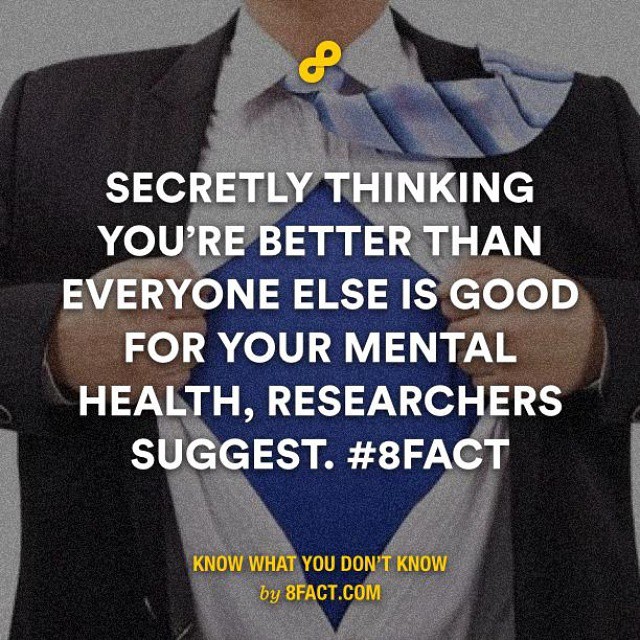 SECRETLY THINKING
YOU’RE BETTER THAN
EVERYONE ELSE IS GOOD
FOR YOUR MENTAL
HEALTH, RESEARCHERS
SUGGEST. #8FACT
KNOW WHAT YOU DON’T KNOW
by 8FACT.COM